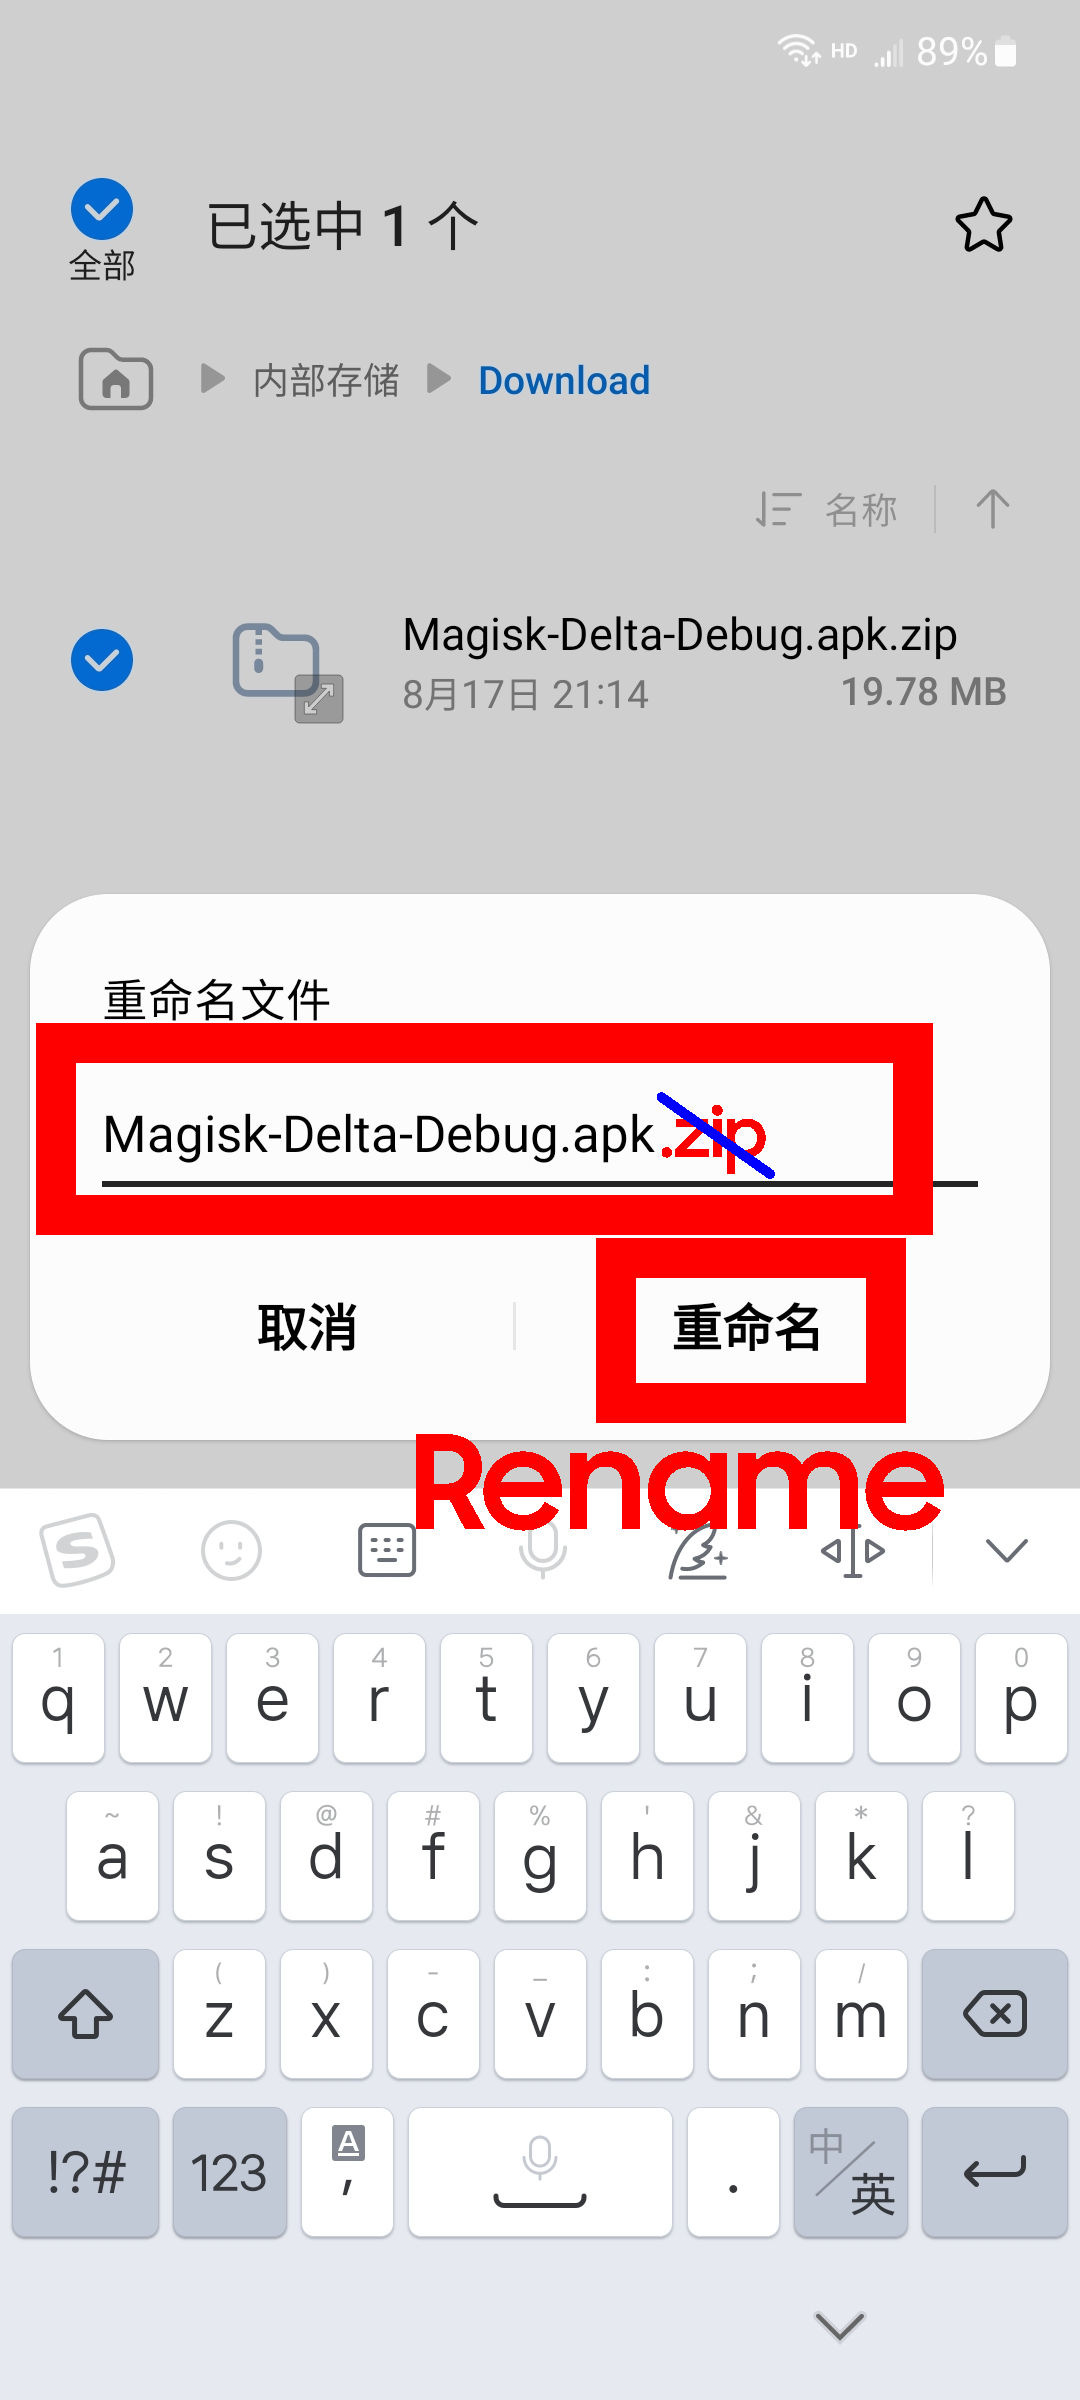 HD 89%
已选中 1 个
全部
内部存储 Download
名称
Magisk-Delta-Debug.apk.zip
8月17日 21:14 19.78 MB
重命名文件
Magisk-Delta-Debug.apk.zip
取消 重命名
Rename
S
1 2 3 4 5 6 7 8 9 0
q w e r t y u i o p
~ ! @ # % ' & * ?
a s d f g h j k l
( ) - _ : ; /
z x c v b n m
!?# 123 A , . 中/英